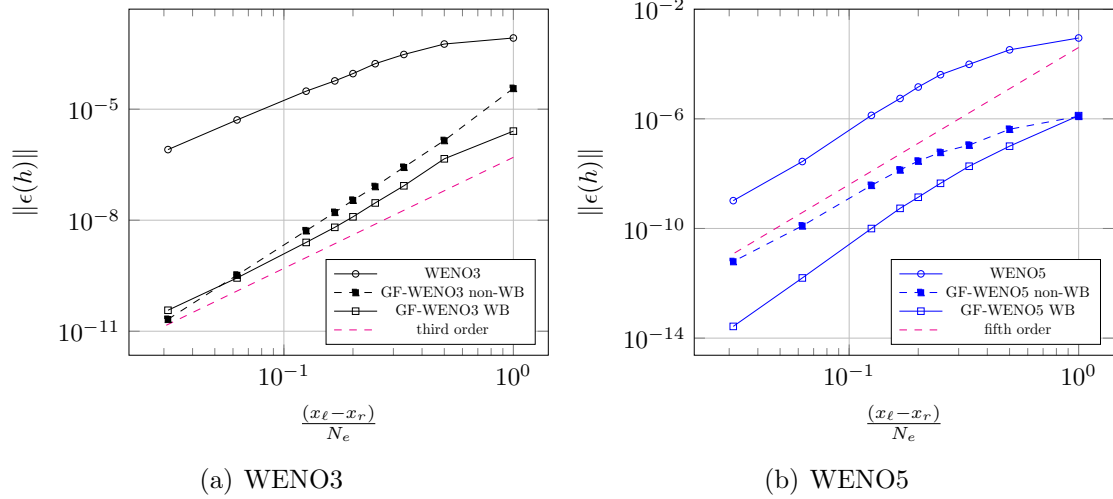 10^{-5}
10^{-8}
10^{-11}
‖ϵ(h)‖
WENO3
GF-WENO3 non-WB
GF-WENO3 WB
third order
10^{-1}
10^{0}
\frac{(x_ℓ−x_r)}{N_e}
(a) WENO3
10^{-2}
10^{-6}
10^{-10}
10^{-14}
‖ϵ(h)‖
WENO5
GF-WENO5 non-WB
GF-WENO5 WB
fifth order
10^{-1}
10^{0}
\frac{(x_ℓ−x_r)}{N_e}
(b) WENO5